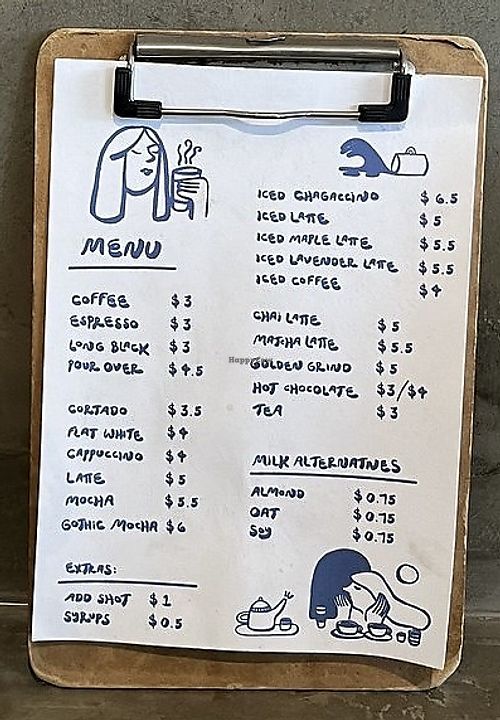 MENU
COFFEE $3
ESPRESSO $3
LONG BLACK $3
POUR OVER $4.5
CORTADO $3.5
FLAT WHITE $4
CAPPUCCINO $4
LATTE $5
MOCHA $5.5
GOTHIC MOCHA $6
EXTRAS:
ADD SHOT $1
SYRUPS $0.5
ICED CHAGACCINO $6.5
ICED LATTE $5
ICED MAPLE LATTE $5.5
ICED LAVENDER LATTE $5.5
ICED COFFEE $4
CHAI LATTE $5
MATCHA LATTE $5.5
GOLDEN GRIND $5
HOT CHOCOLATE $3/$4
TEA $3
MILK ALTERNATIVES
ALMOND $0.75
OAT $0.75
SOY $0.75
HappyCow